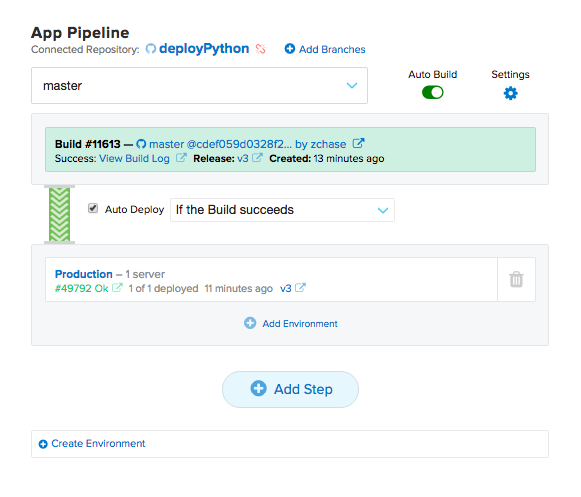 App Pipeline
Connected Repository: deployPython Add Branches
master
Auto Build
Settings
Build #11613 — master @cdef059d0328f2... by zchase
Success: View Build Log Release: v3 Created: 13 minutes ago
Auto Deploy If the Build succeeds
Production – 1 server
#49792 Ok 1 of 1 deployed 11 minutes ago v3
Add Environment
Add Step
Create Environment